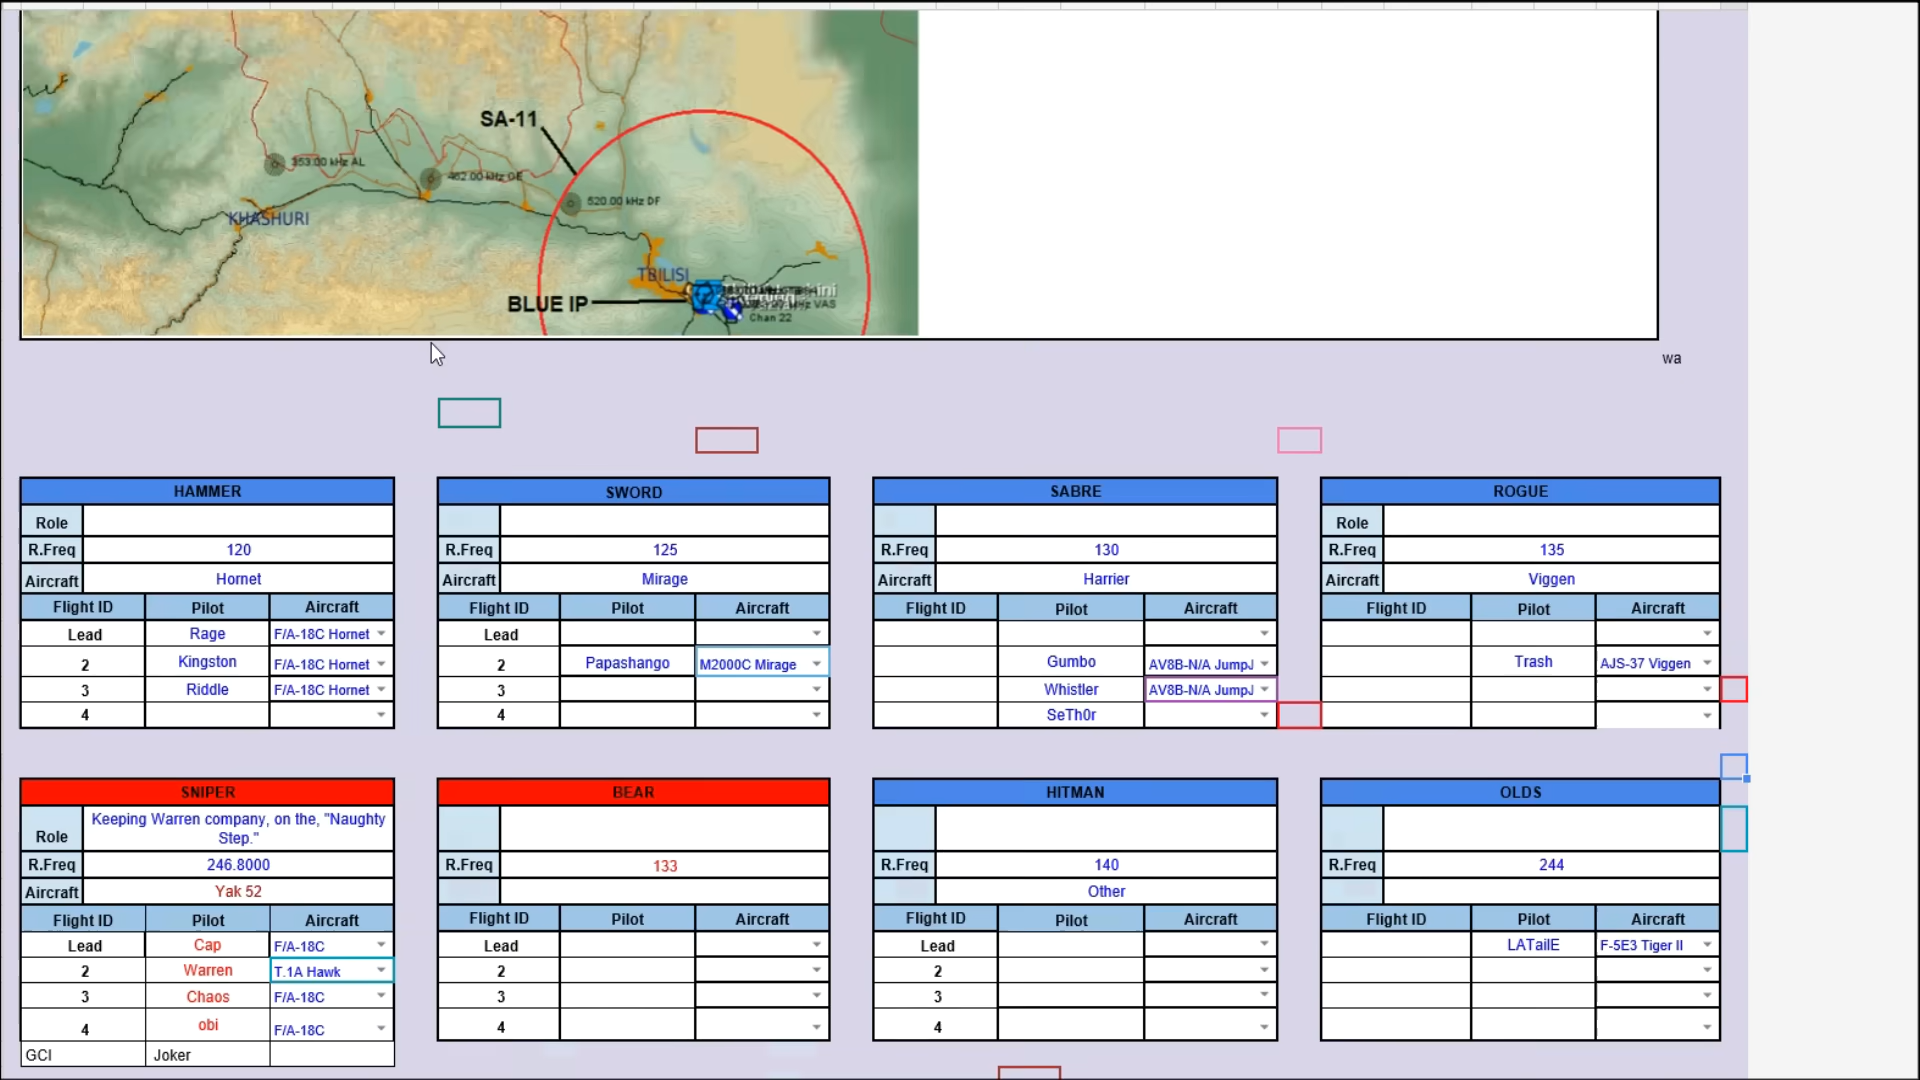 SA-11
353.00 kHz AL
462.00 kHz GE
520.00 kHz DF
KHASHURI
TBILISI
BLUE IP
kHz VAS
Chan 22
wa
HAMMER
Role
R.Freq 120
Aircraft Hornet
Flight ID Pilot Aircraft
Lead Rage F/A-18C Hornet
2 Kingston F/A-18C Hornet
3 Riddle F/A-18C Hornet
4
SWORD
R.Freq 125
Aircraft Mirage
Flight ID Pilot Aircraft
Lead
2 Papashango M2000C Mirage
3
4
SABRE
R.Freq 130
Aircraft Harrier
Flight ID Pilot Aircraft
Gumbo AV8B-N/A JumpJ
Whistler AV8B-N/A JumpJ
SeTh0r
ROGUE
Role
R.Freq 135
Aircraft Viggen
Flight ID Pilot Aircraft
Trash AJS-37 Viggen
SNIPER
Role Keeping Warren company, on the, "Naughty
Step."
R.Freq 246.8000
Aircraft Yak 52
Flight ID Pilot Aircraft
Lead Cap F/A-18C
2 Warren T.1A Hawk
3 Chaos F/A-18C
4 obi F/A-18C
GCI Joker
BEAR
R.Freq 133
Flight ID Pilot Aircraft
Lead
2
3
4
HITMAN
R.Freq 140
Other
Flight ID Pilot Aircraft
Lead
2
3
4
OLDS
R.Freq 244
Flight ID Pilot Aircraft
LATailE F-5E3 Tiger II